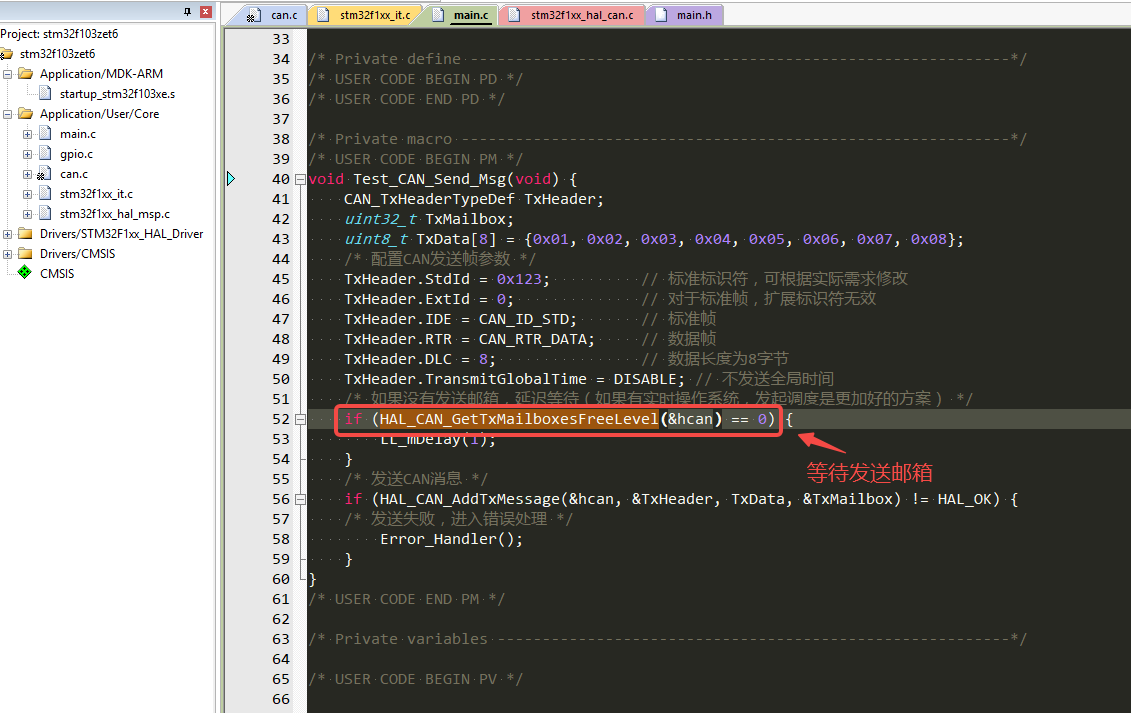 Project: stm32f103zet6
stm32f103zet6
Application/MDK-ARM
startup_stm32f103xe.s
Application/User/Core
main.c
gpio.c
can.c
stm32f1xx_it.c
stm32f1xx_hal_msp.c
Drivers/STM32F1xx_HAL_Driver
Drivers/CMSIS
CMSIS
can.c
stm32f1xx_it.c
main.c
stm32f1xx_hal_can.c
main.h
33
34 /* Private define ------------------------------------------------------------*/
35 /* USER CODE BEGIN PD */
36 /* USER CODE END PD */
37
38 /* Private macro -------------------------------------------------------------*/
39 /* USER CODE BEGIN PM */
40 void Test_CAN_Send_Msg(void) {
41 CAN_TxHeaderTypeDef TxHeader;
42 uint32_t TxMailbox;
43 uint8_t TxData[8] = {0x01, 0x02, 0x03, 0x04, 0x05, 0x06, 0x07, 0x08};
44 /* 配置CAN发送帧参数 */
45 TxHeader.StdId = 0x123; // 标准标识符，可根据实际需求修改
46 TxHeader.ExtId = 0; // 对于标准帧，扩展标识符无效
47 TxHeader.IDE = CAN_ID_STD; // 标准帧
48 TxHeader.RTR = CAN_RTR_DATA; // 数据帧
49 TxHeader.DLC = 8; // 数据长度为8字节
50 TxHeader.TransmitGlobalTime = DISABLE; // 不发送全局时间
51 /* 如果没有发送邮箱，延迟等待（如果有实时操作系统，发起调度是更加好的方案） */
52 if (HAL_CAN_GetTxMailboxesFreeLevel(&hcan) == 0) {
53 LL_mDelay(1);
54 }
等待发送邮箱
55 /* 发送CAN消息 */
56 if (HAL_CAN_AddTxMessage(&hcan, &TxHeader, TxData, &TxMailbox) != HAL_OK) {
57 /* 发送失败，进入错误处理 */
58 Error_Handler();
59 }
60 }
61 /* USER CODE END PM */
62
63 /* Private variables ---------------------------------------------------------*/
64
65 /* USER CODE BEGIN PV */
66